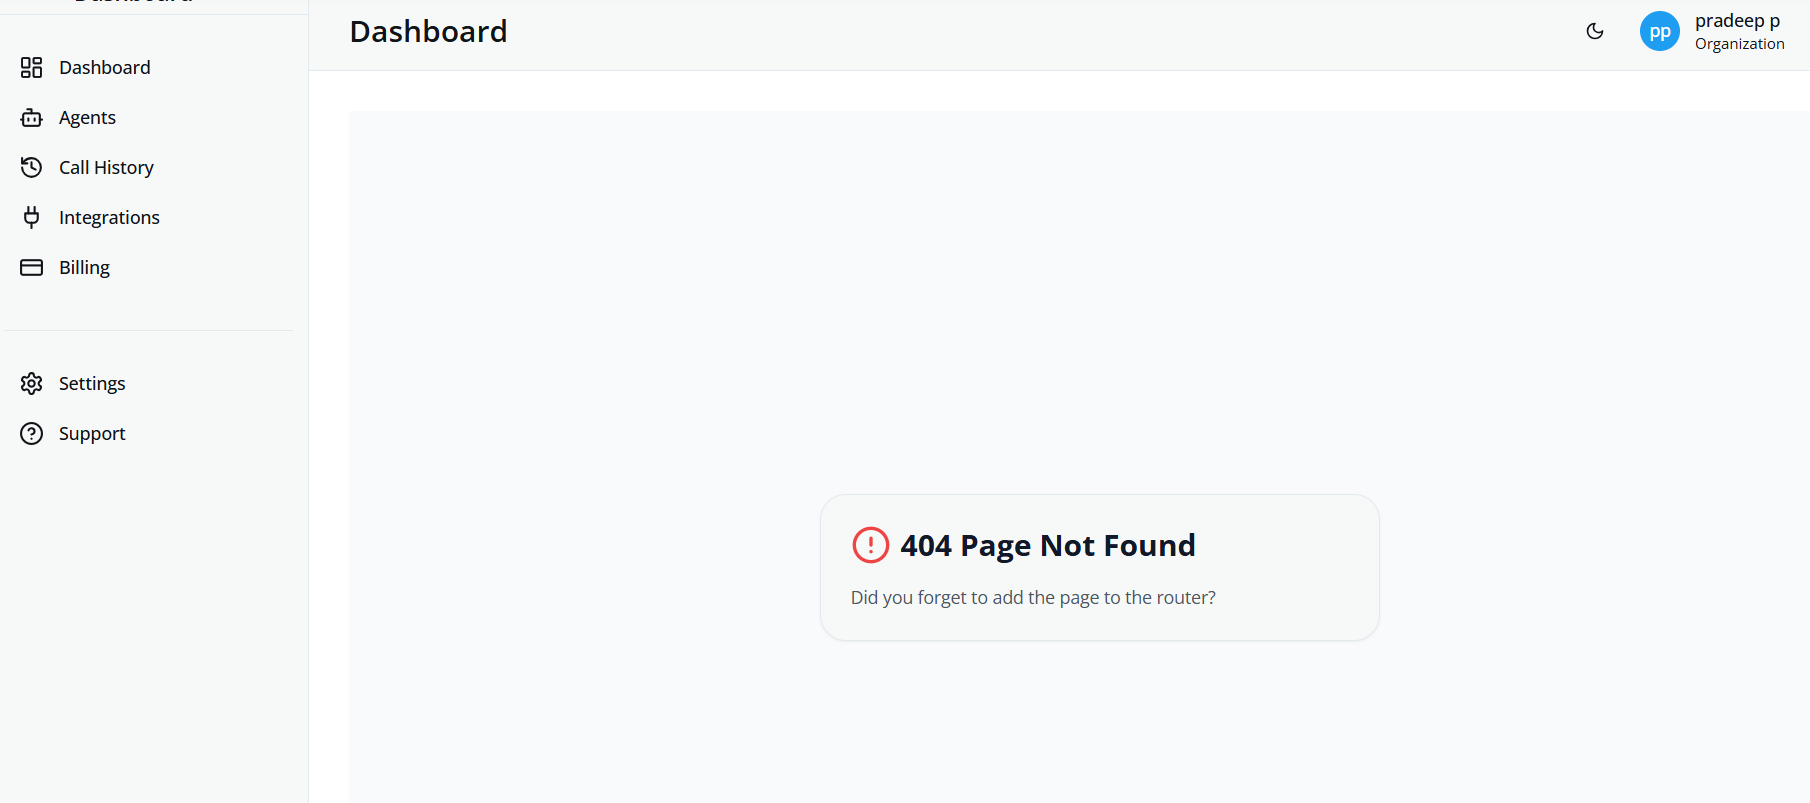 Dashboard
Dashboard
pp
pradeep p
Organization
Dashboard
Agents
Call History
Integrations
Billing
Settings
Support
404 Page Not Found
Did you forget to add the page to the router?